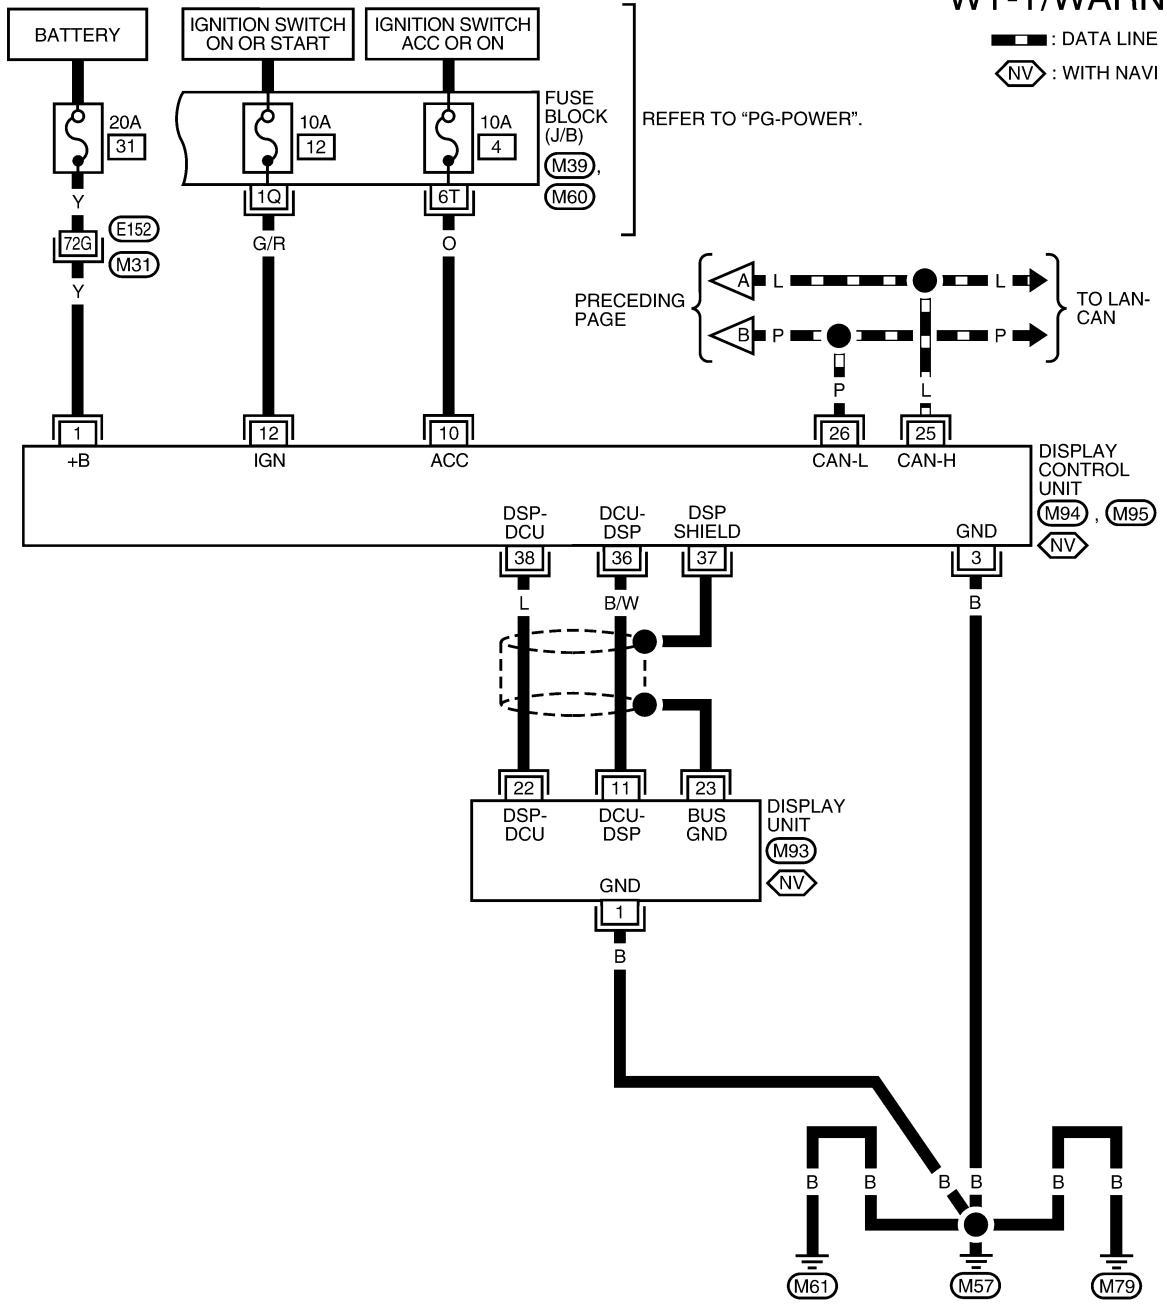 BATTERY
IGNITION SWITCH
ON OR START
IGNITION SWITCH
ACC OR ON
: DATA LINE
NV : WITH NAVI
20A
31
10A
12
10A
4
FUSE
BLOCK
(J/B)
M39 ,
M60
REFER TO “PG-POWER”.
Y
72G
E152
M31
Y
1Q
G/R
6T
O
PRECEDING
PAGE
A L L
B P P
TO LAN-
CAN
P L
1 12 10 26 25
+B IGN ACC CAN-L CAN-H
DISPLAY
CONTROL
UNIT
M94 , M95
NV
DSP-
DCU
DCU-
DSP
DSP
SHIELD
GND
38 36 37 3
L B/W B
22 11 23
DSP-
DCU
DCU-
DSP
BUS
GND
DISPLAY
UNIT
M93
NV
GND
1
B
B B B B B B
M61 M57 M79